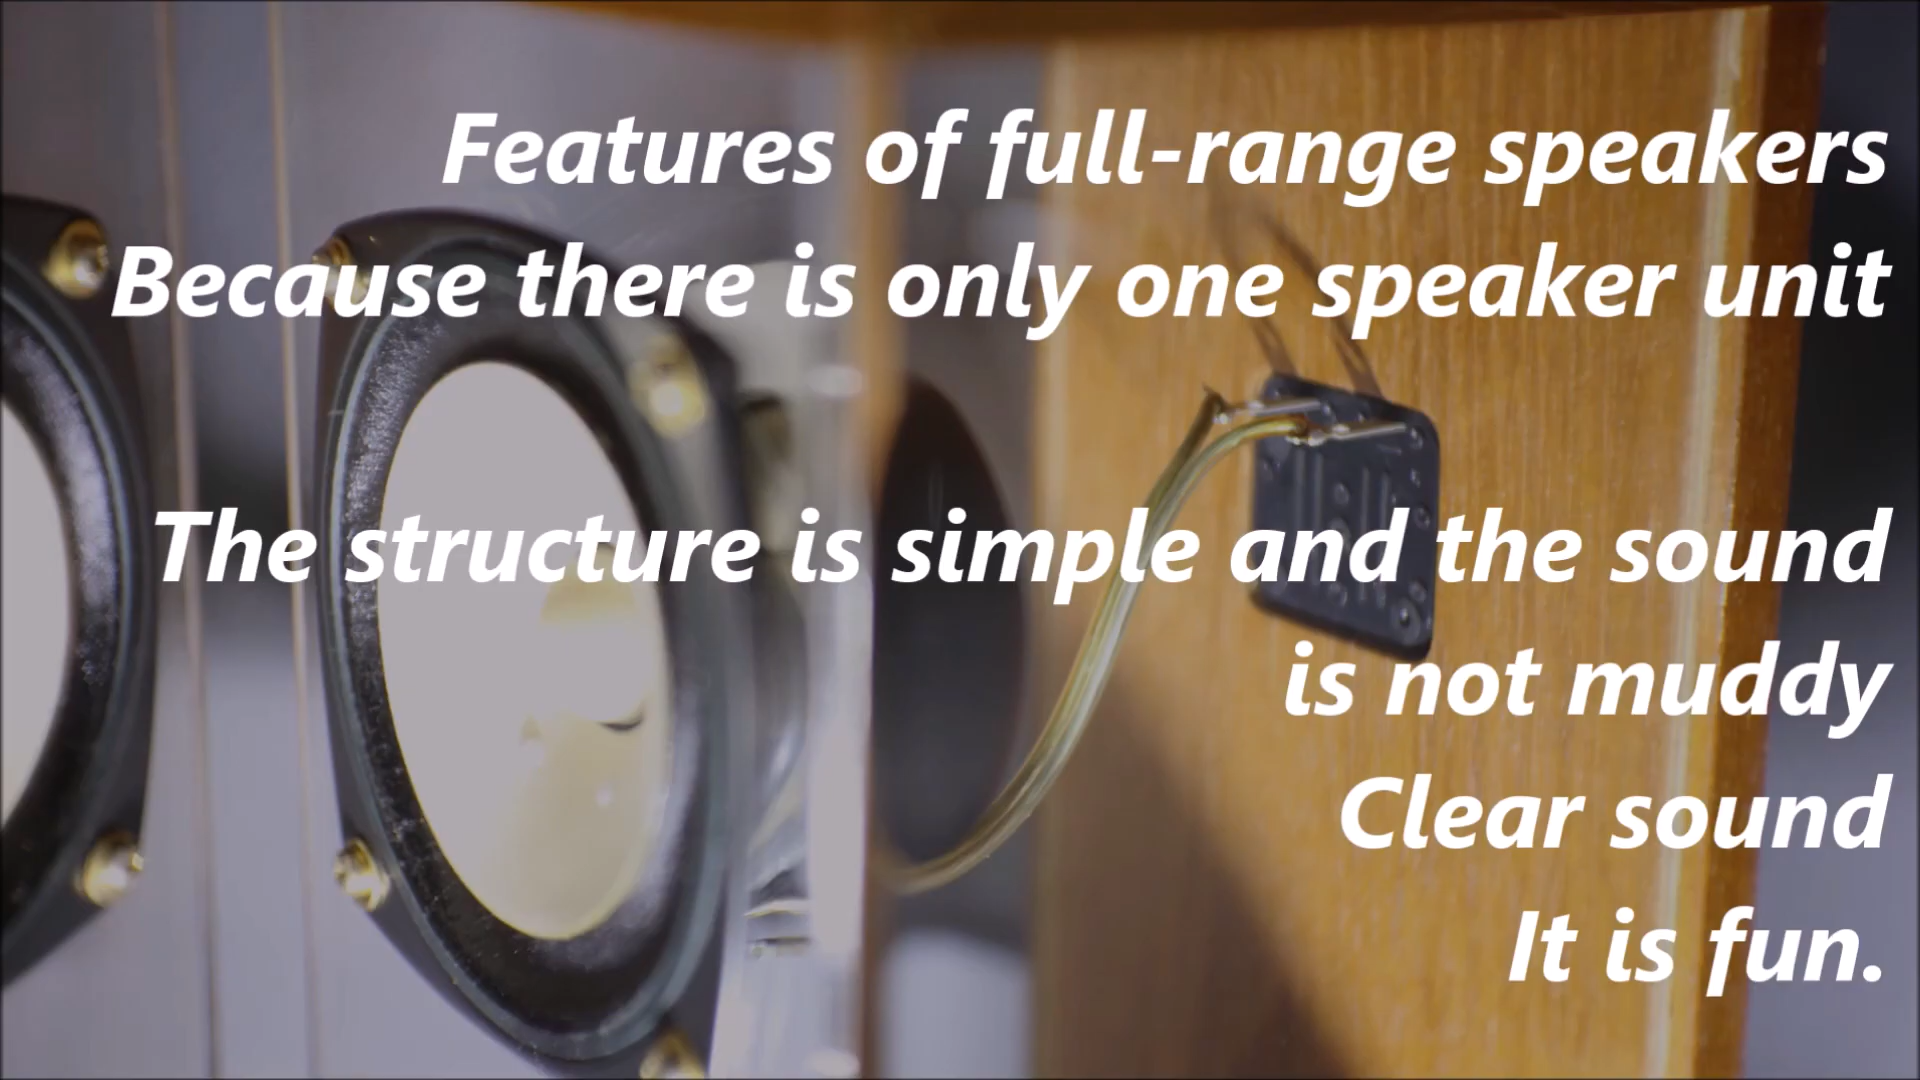 Features of full-range speakers
Because there is only one speaker unit
The structure is simple and the sound
is not muddy
Clear sound
It is fun.